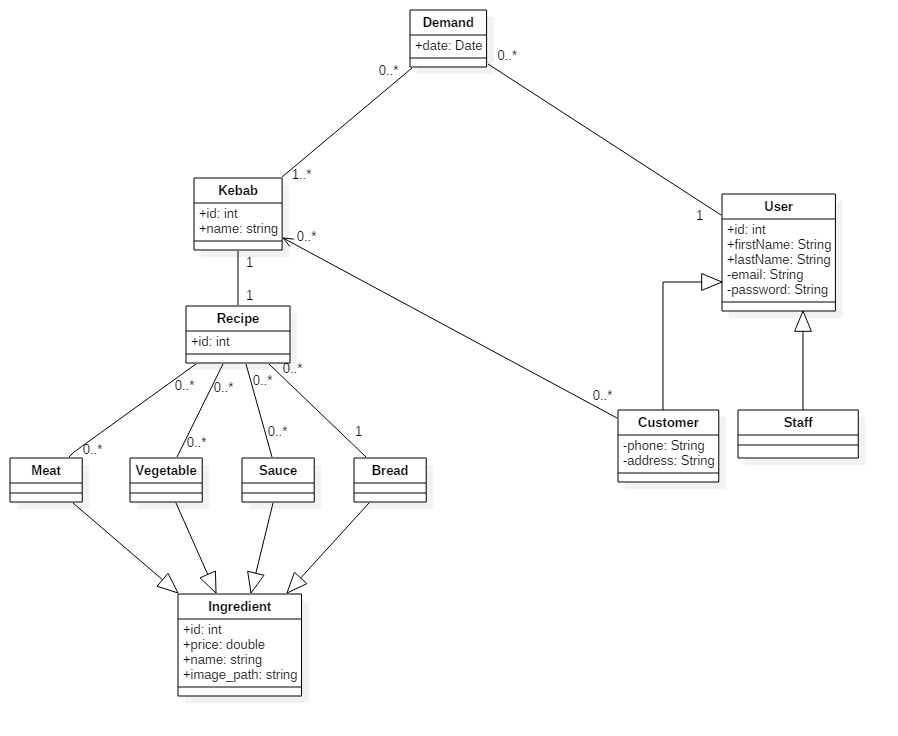 Demand
+date: Date
0..*
0..*
1..*
Kebab
+id: int
+name: string
0..*
1
User
+id: int
+firstName: String
+lastName: String
-email: String
-password: String
1
1
Recipe
+id: int
0..*
0..*
0..*
0..*
0..*
0..*
0..*
0..*
1
Customer
-phone: String
-address: String
Staff
Meat
Vegetable
Sauce
Bread
Ingredient
+id: int
+price: double
+name: string
+image_path: string